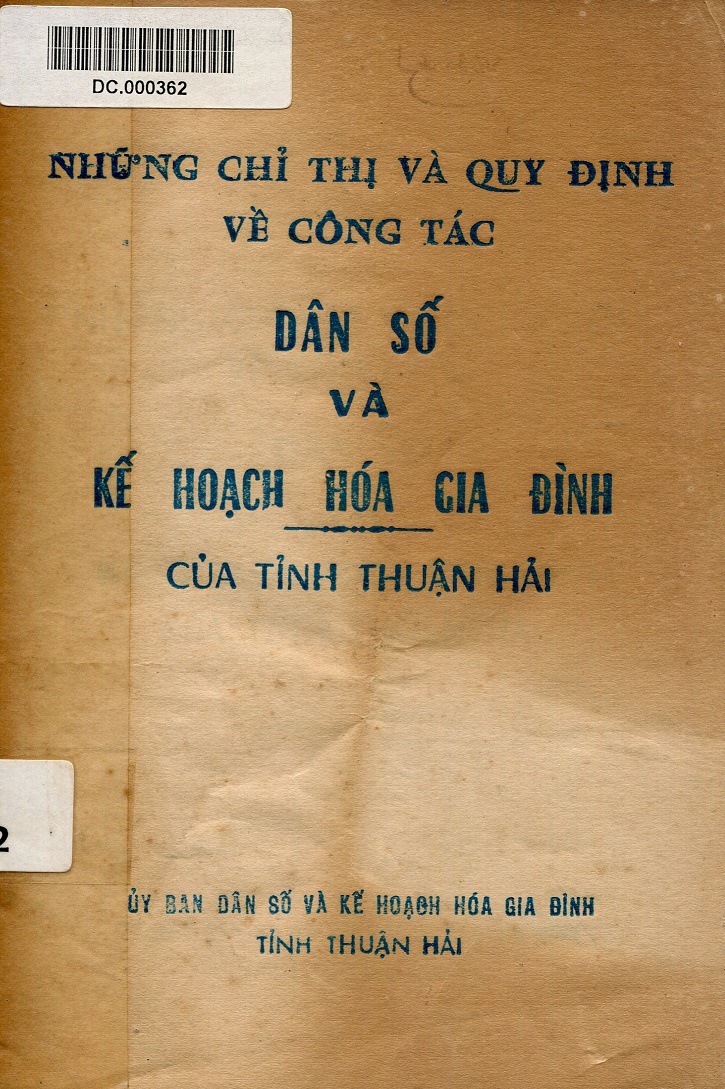 DC.000362
NHỮNG CHỈ THỊ VÀ QUY ĐỊNH
VỀ CÔNG TÁC
DÂN SỐ
VÀ
KẾ HOẠCH HÓA GIA ĐÌNH
CỦA TỈNH THUẬN HẢI
2
ỦY BAN DÂN SỐ VÀ KẾ HOẠCH HÓA GIA ĐÌNH
TỈNH THUẬN HẢI